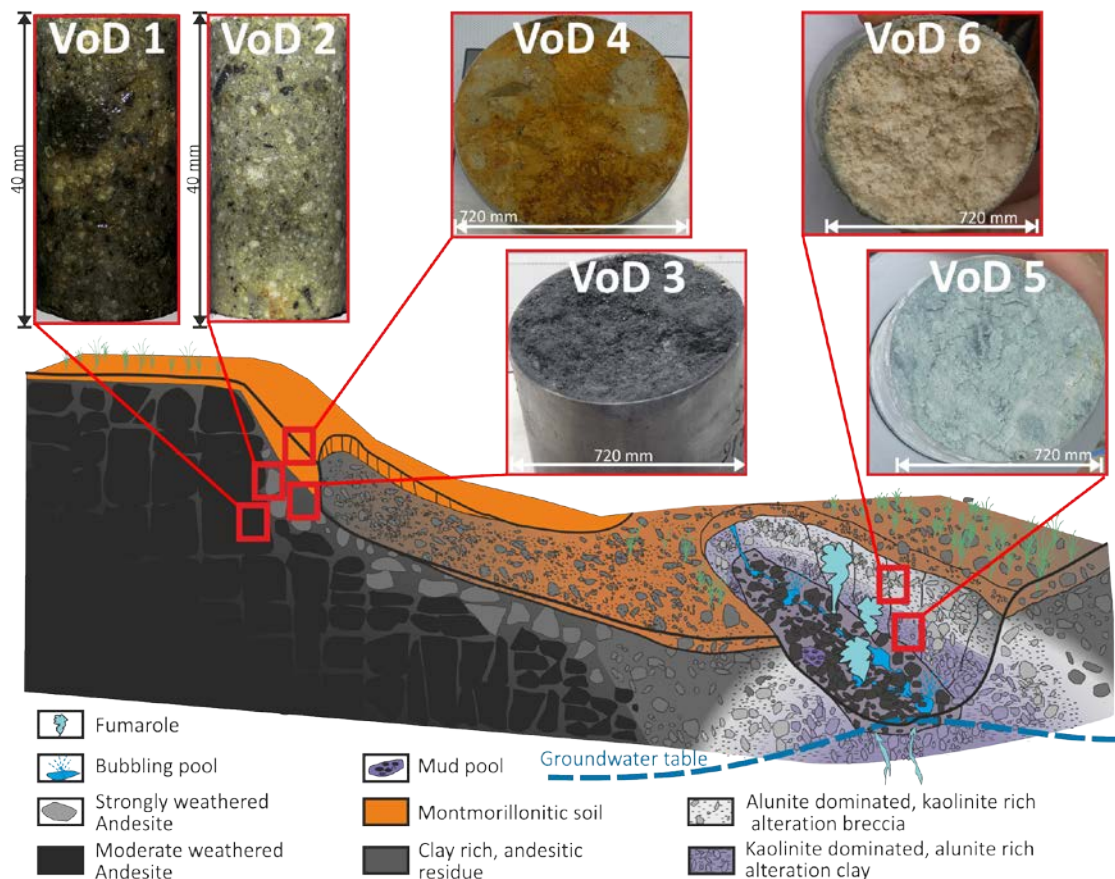 VoD 1
VoD 2
VoD 4
VoD 6
40 mm
40 mm
720 mm
720 mm
VoD 3
VoD 5
720 mm
720 mm
Groundwater table
Fumarole
Bubbling pool
Strongly weathered
Andesite
Moderate weathered
Andesite
Mud pool
Montmorillonitic soil
Clay rich, andesitic
residue
Alunite dominated, kaolinite rich
alteration breccia
Kaolinite dominated, alunite rich
alteration clay